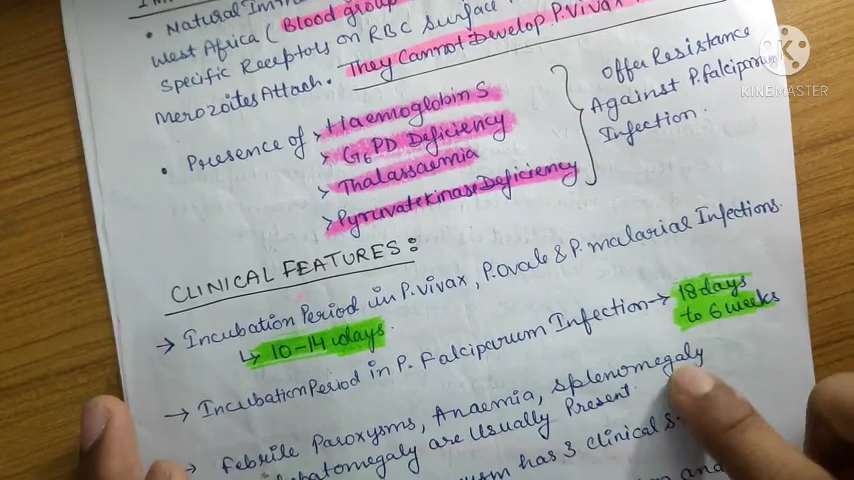 • Natural Imm
West Africa (Blood group
Specific Receptors on RBC Surface
Merozoites Attach. They Cannot Develop P.Vivax
• Presence of > Haemoglobin S
> G6 PD Deficiency
> Thalassaemia
> Pyruvate kinase Deficiency
offer Resistance
Against P.falciparum
Infection.
CLINICAL FEATURES:
→ Incubation Period in P.vivax, P.ovale & P. malarial Infections.
↳ 10-14 days.
→ Incubation Period in P. Falciparum Infection → 18 days
to 6 weeks
→ Febrile Paroxysms, Anaemia, Splenomegaly
Hepatomegaly are Usually Present.
has 3 clinical S.
and
KINEMASTER